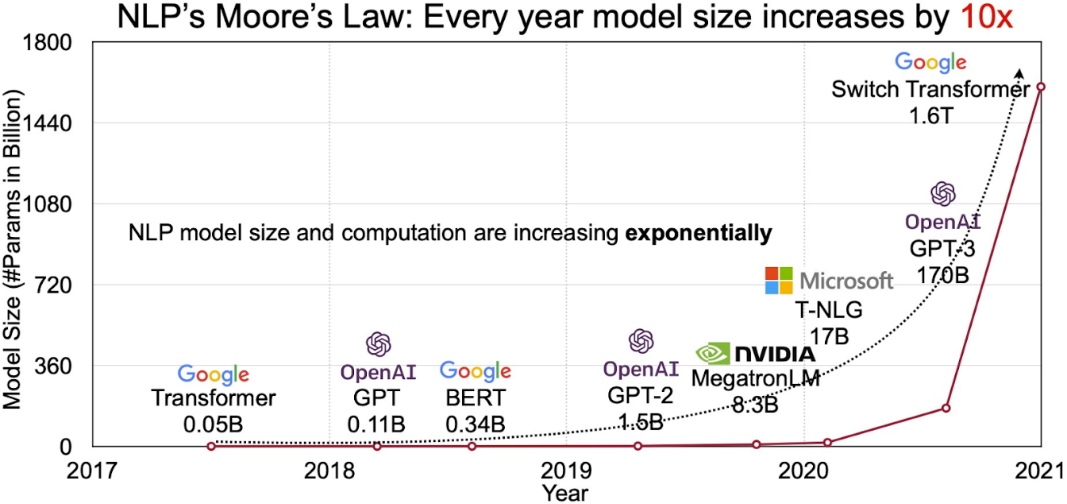 NLP's Moore's Law: Every year model size increases by 10x
Model Size (#Params in Billion)
1800
1440
1080
720
360
0
2017
2018
2019
2020
2021
Year
NLP model size and computation are increasing exponentially
Google
Transformer
0.05B
OpenAI
GPT
0.11B
Google
BERT
0.34B
OpenAI
GPT-2
1.5B
NVIDIA
MegatronLM
8.3B
Microsoft
T-NLG
17B
OpenAI
GPT-3
170B
Google
Switch Transformer
1.6T